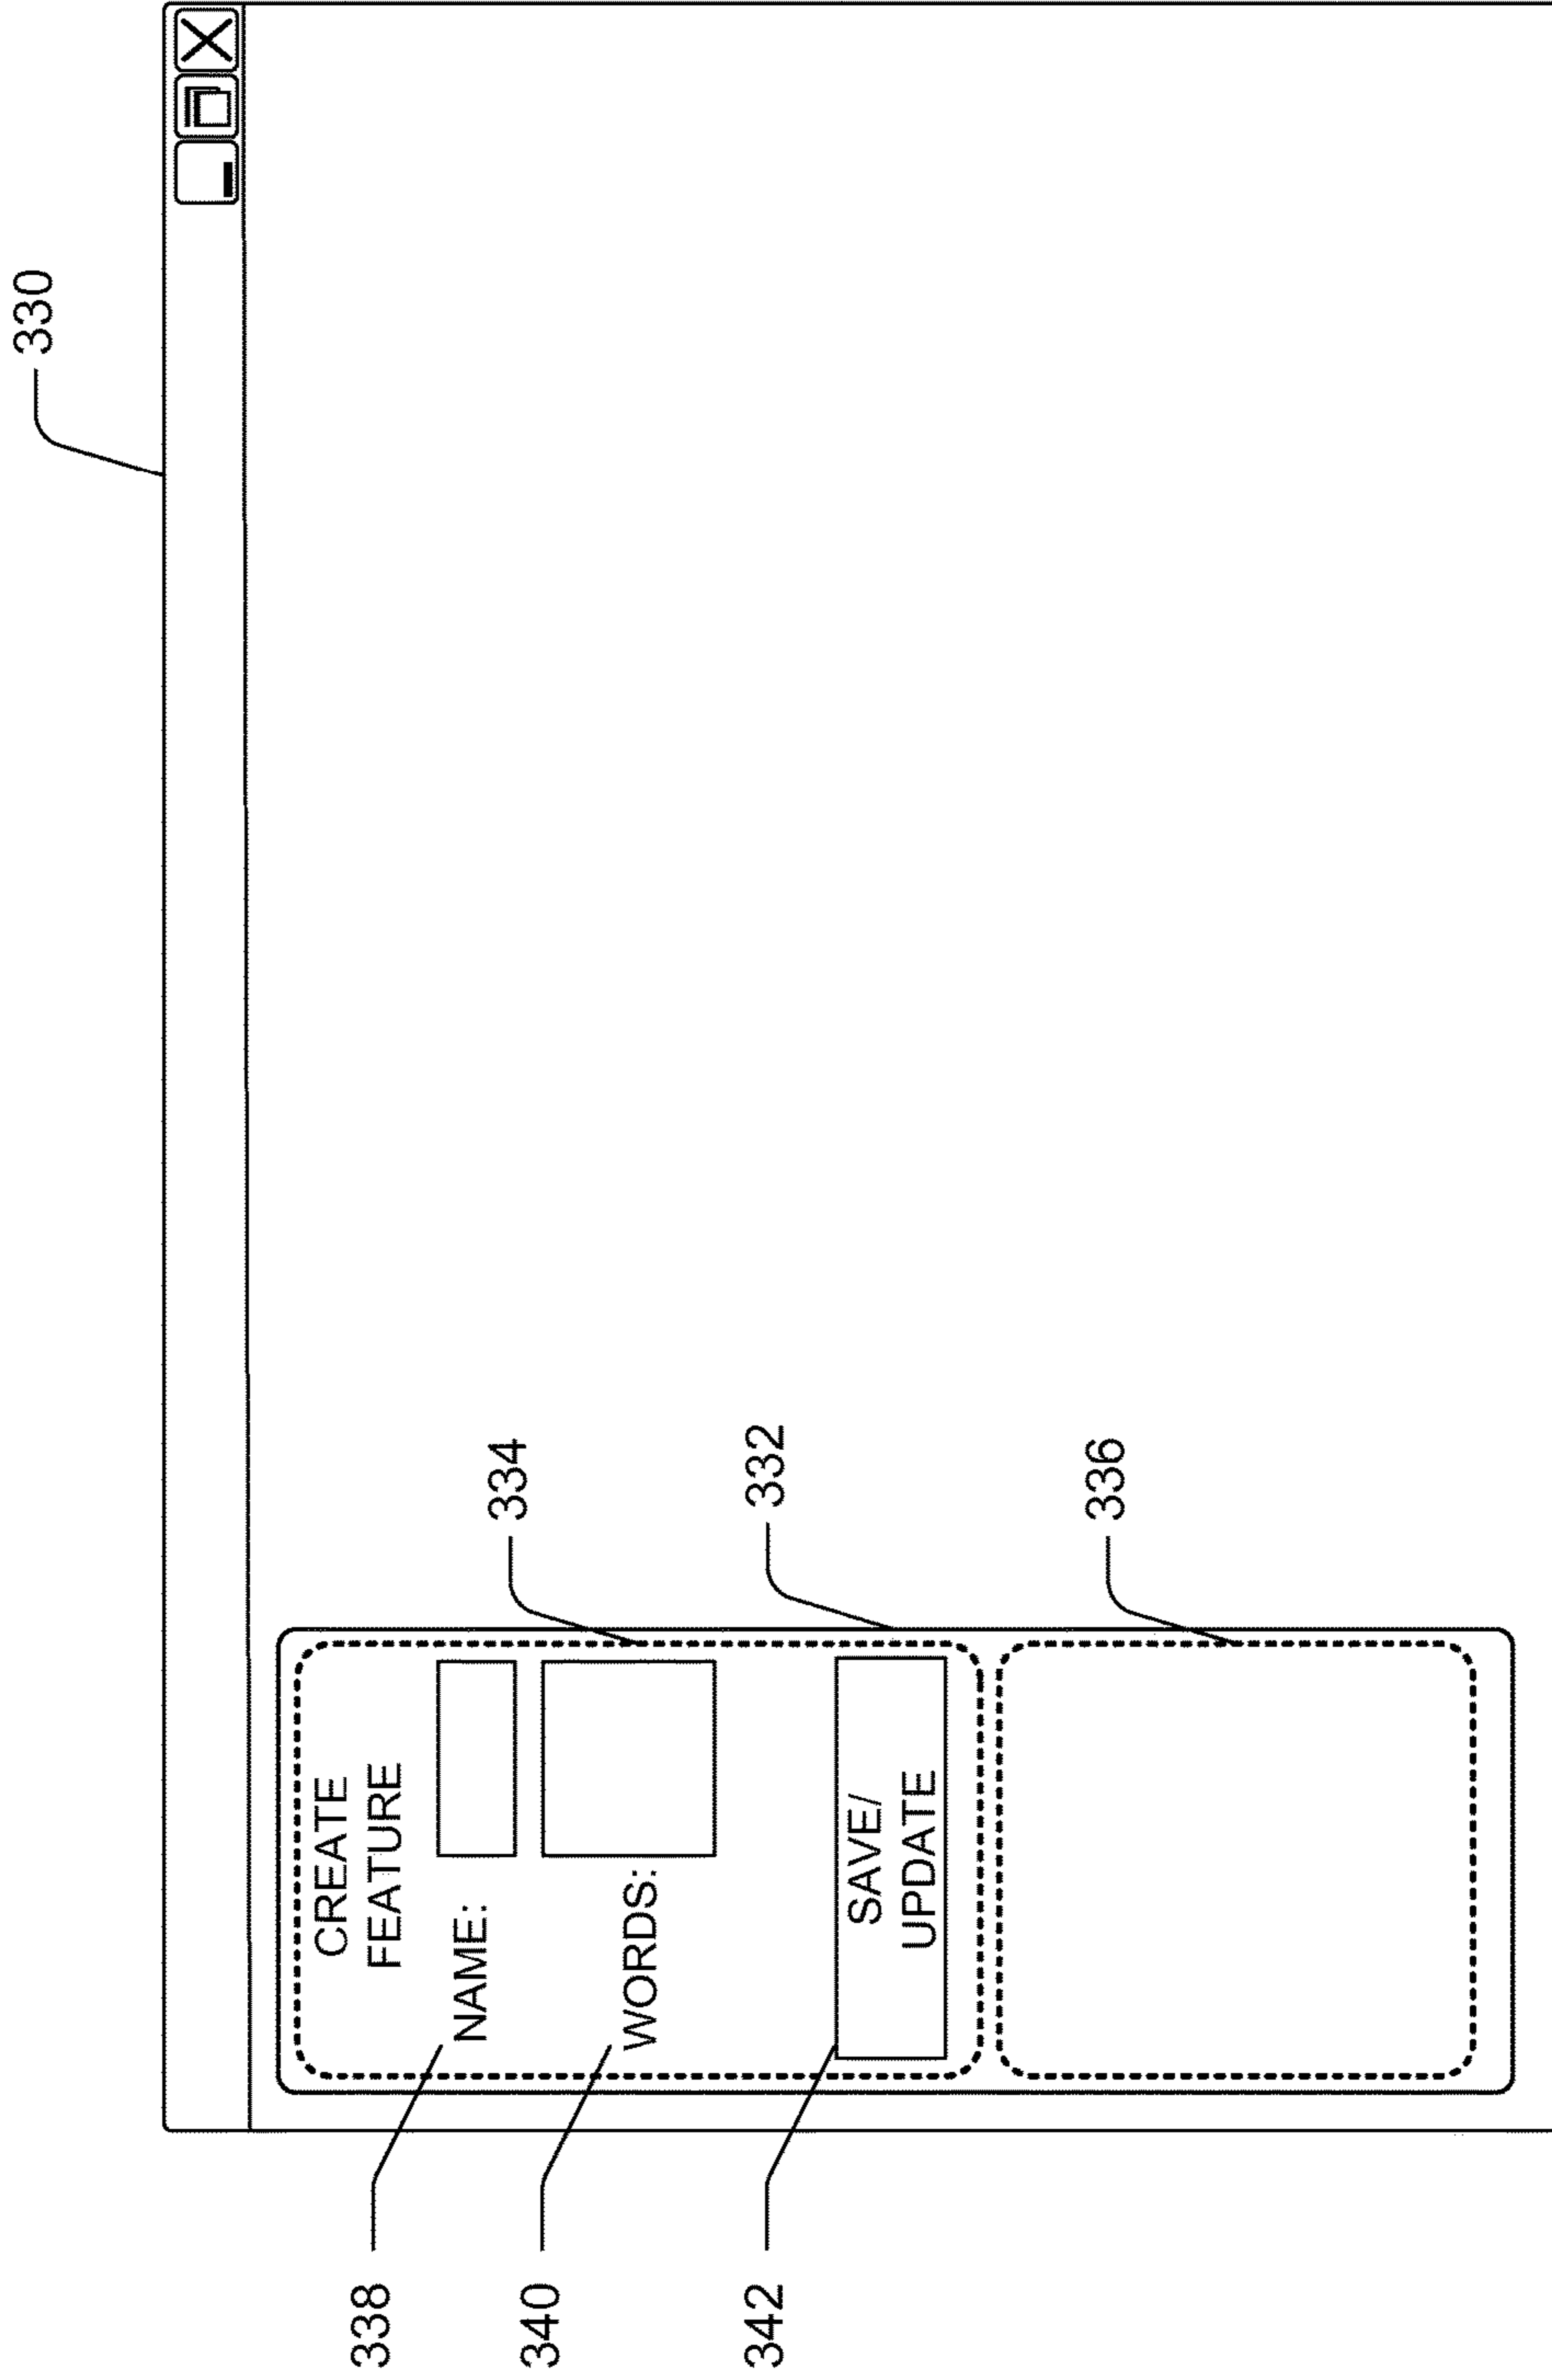 330
CREATE
FEATURE
334
338
NAME:
340
WORDS:
332
342
SAVE/
UPDATE
336